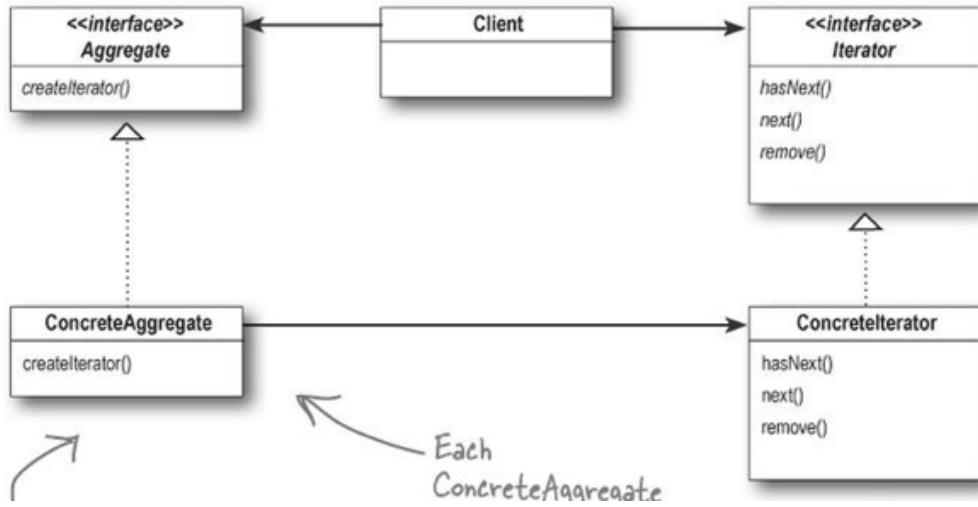 <<interface>>
Aggregate
createIterator()
Client
<<interface>>
Iterator
hasNext()
next()
remove()
ConcreteAggregate
createIterator()
ConcreteIterator
hasNext()
next()
remove()
Each
ConcreteAggregate